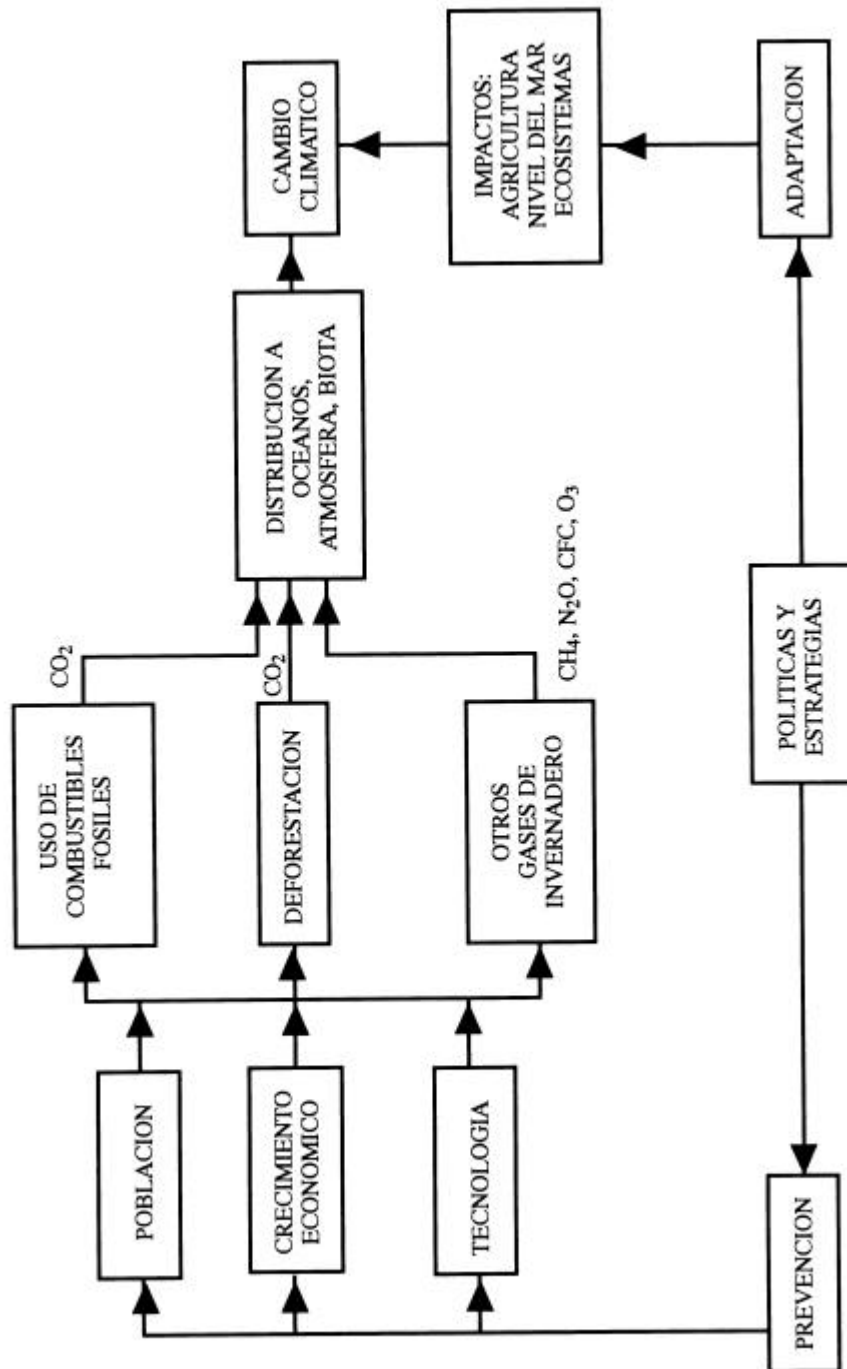 POBLACION
CRECIMIENTO
ECONOMICO
TECNOLOGIA
USO DE
COMBUSTIBLES
FOSILES
CO₂
DEFORESTACION
CO₂
OTROS
GASES DE
INVERNADERO
CH₄, N₂O, CFC, O₃
DISTRIBUCION A
OCEANOS,
ATMOSFERA, BIOTA
CAMBIO
CLIMATICO
IMPACTOS:
AGRICULTURA
NIVEL DEL MAR
ECOSISTEMAS
PREVENCION
POLITICAS Y
ESTRATEGIAS
ADAPTACION